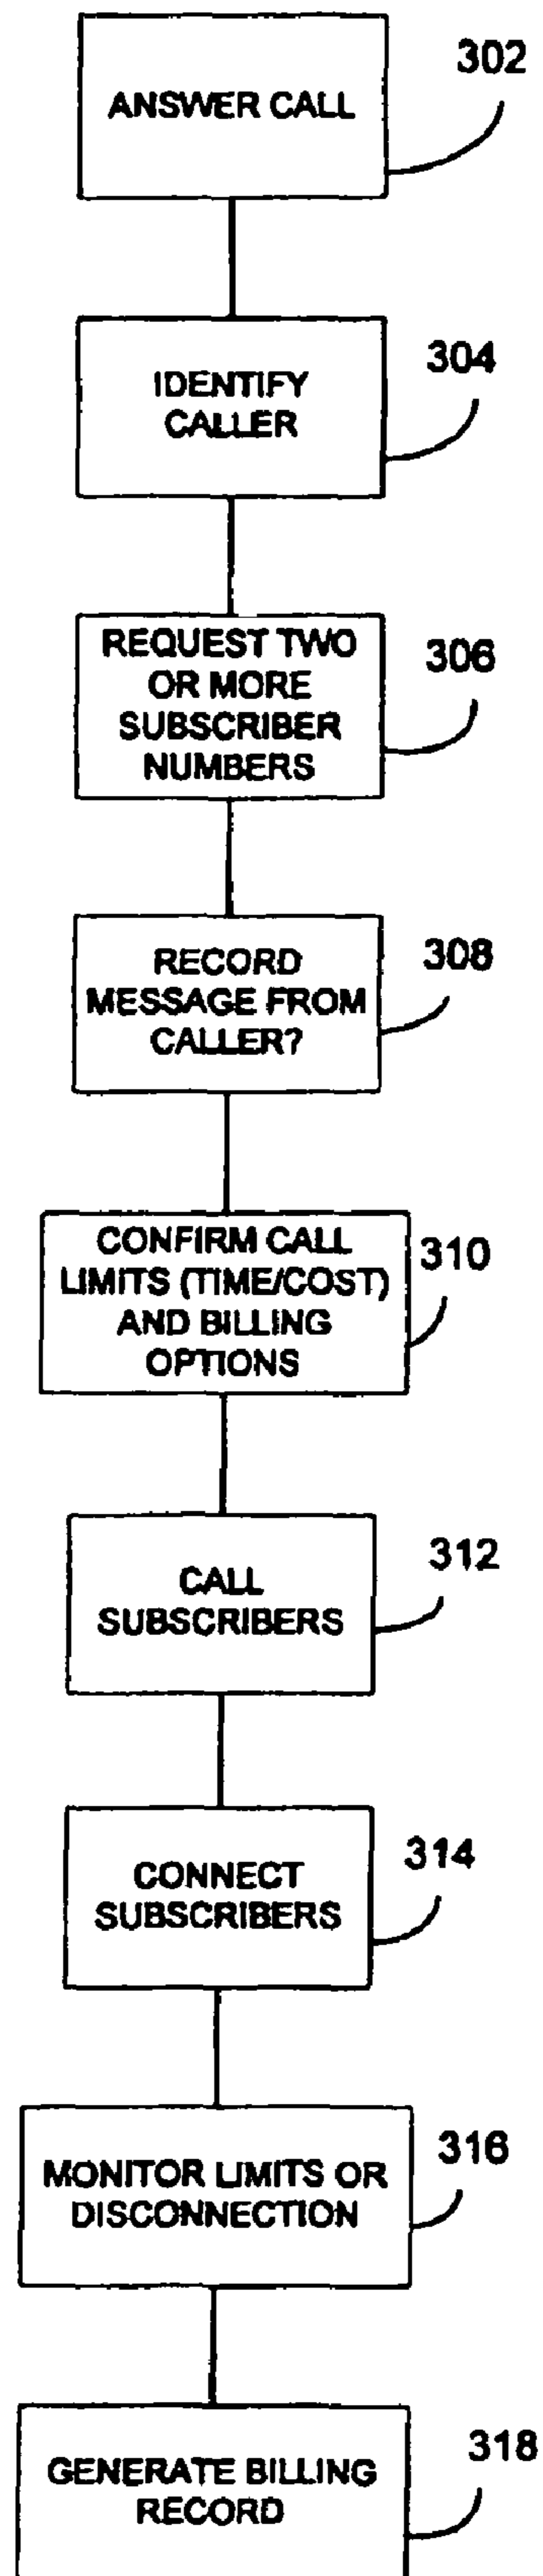 ANSWER CALL
302
IDENTIFY
CALLER
304
REQUEST TWO
OR MORE
SUBSCRIBER
NUMBERS
306
RECORD
MESSAGE FROM
CALLER?
308
CONFIRM CALL
LIMITS (TIME/COST)
AND BILLING
OPTIONS
310
CALL
SUBSCRIBERS
312
CONNECT
SUBSCRIBERS
314
MONITOR LIMITS OR
DISCONNECTION
316
GENERATE BILLING
RECORD
318